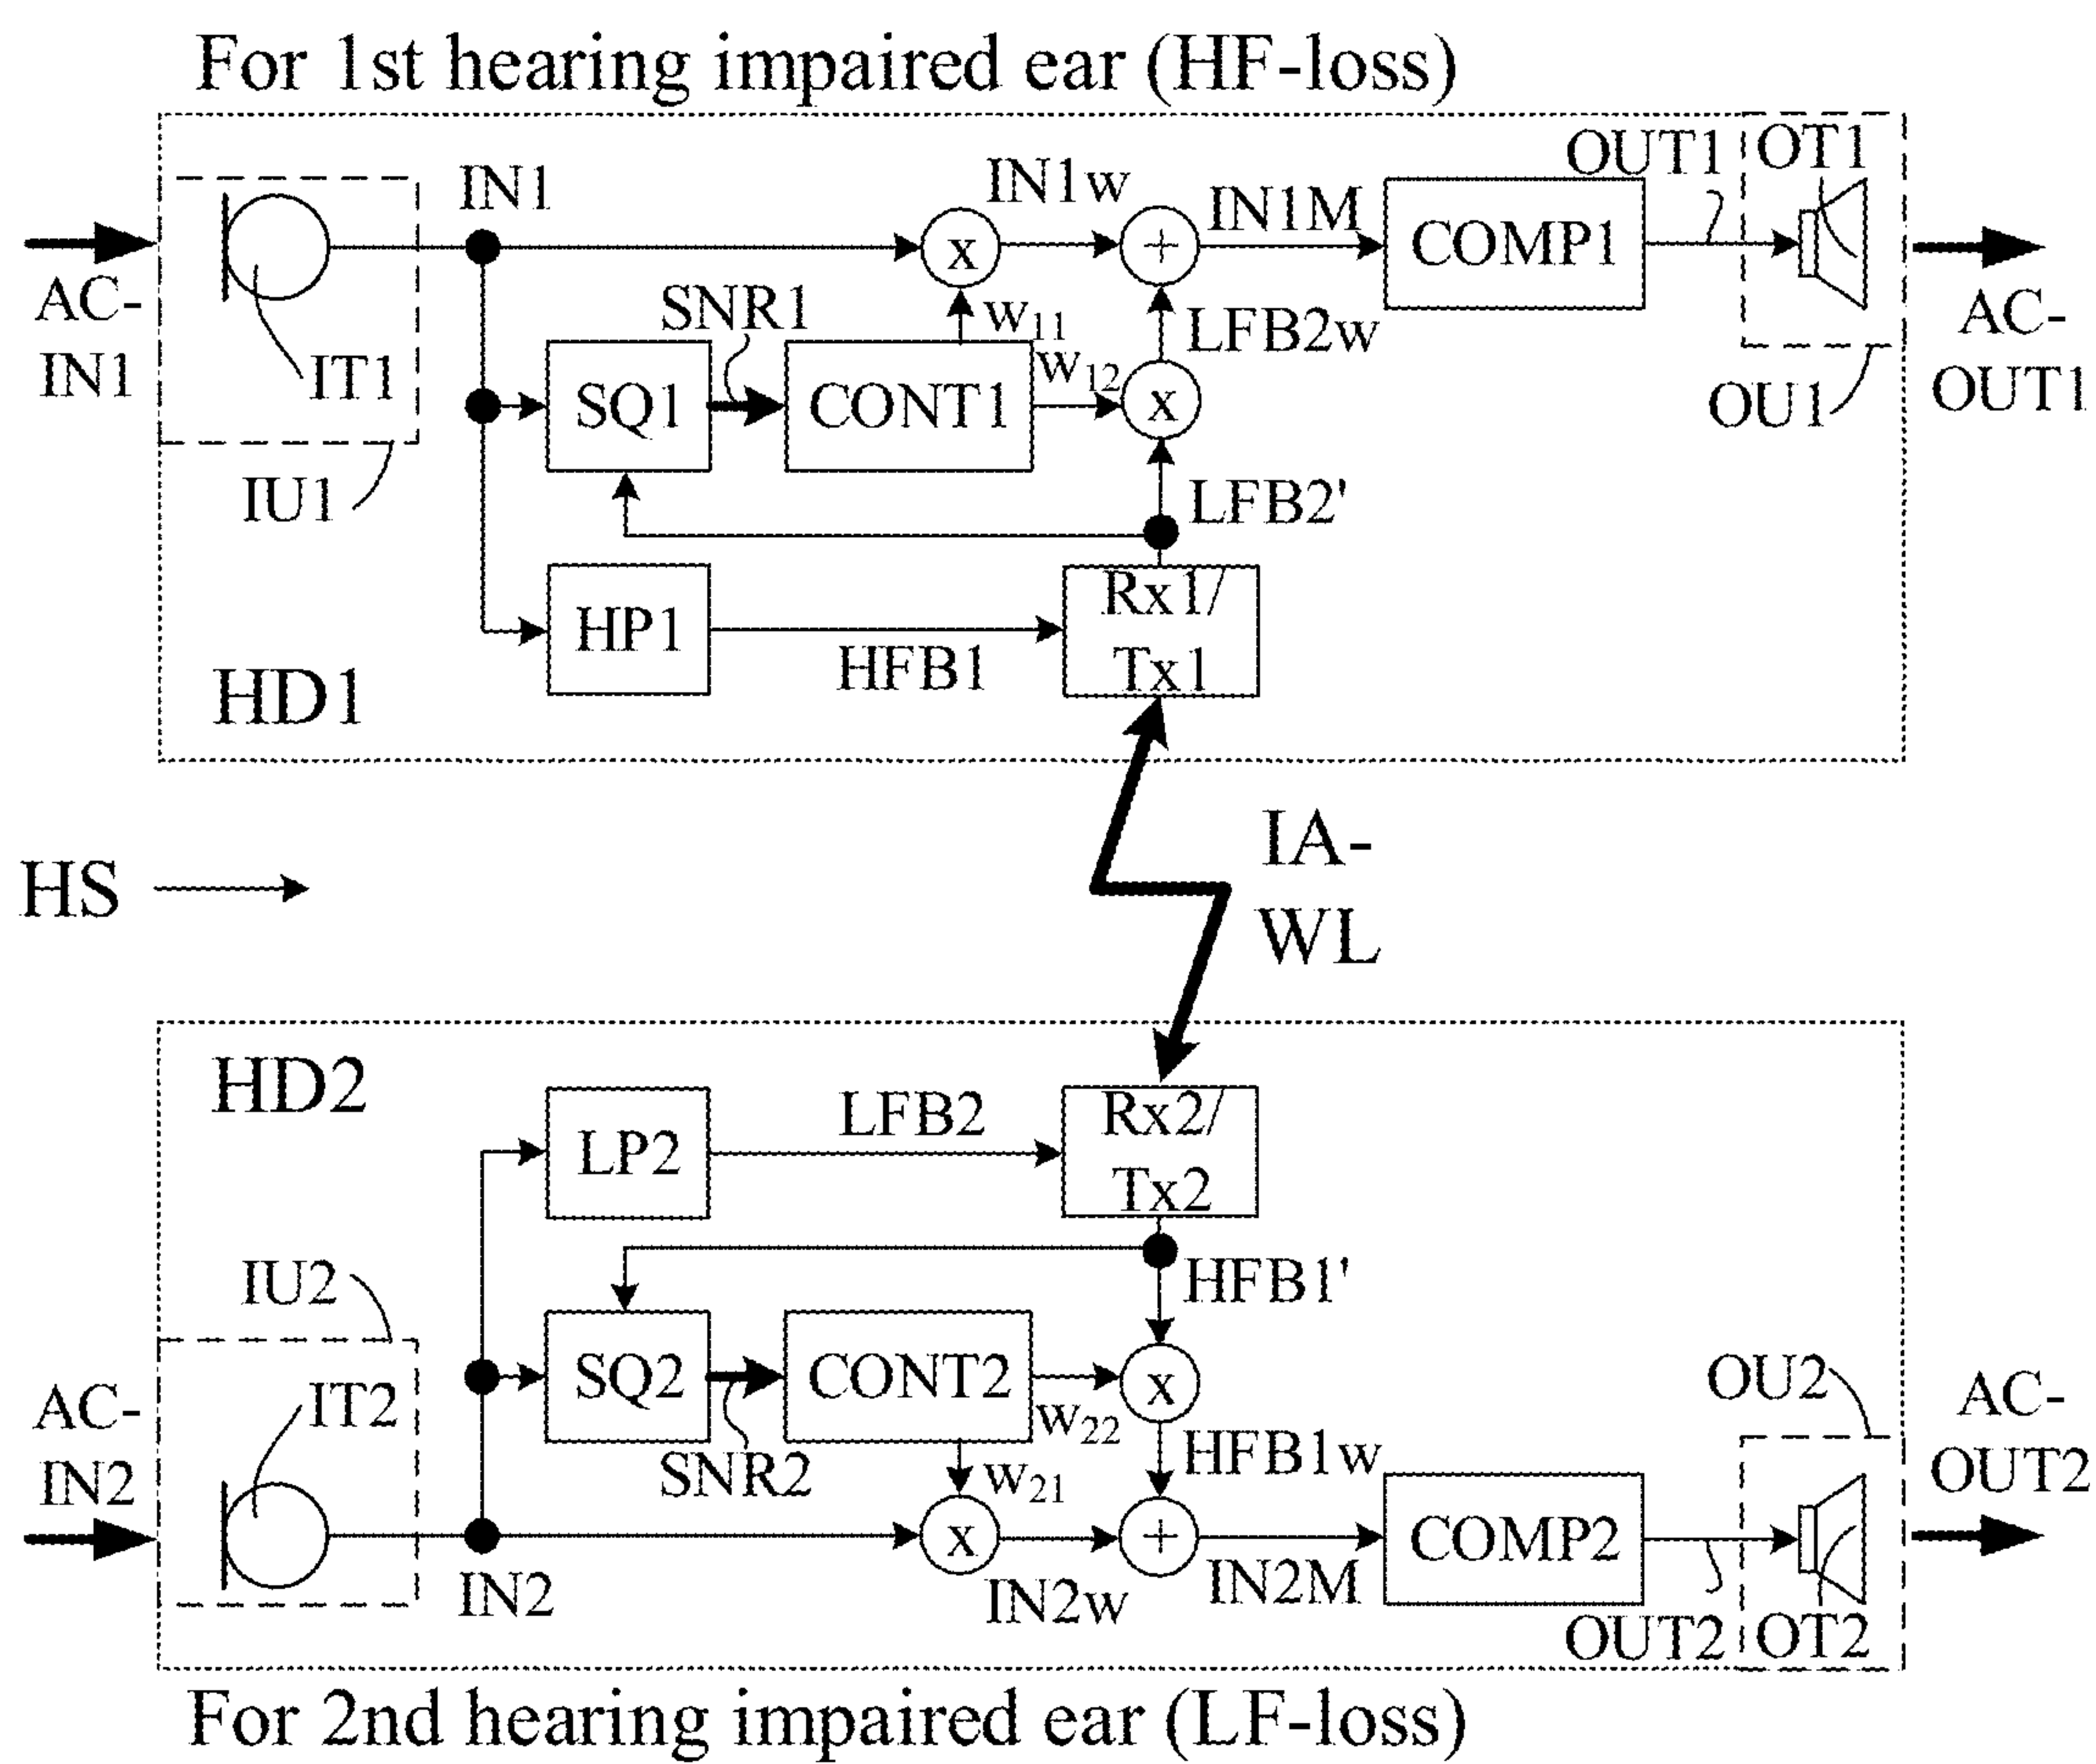 For 1st hearing impaired ear (HF-loss)
OUT1
OT1
IN1
IN1w
IN1M
COMP1
x
+
AC-
IN1
IT1
SNR1
w11
LFB2w
AC-
OUT1
SQ1
CONT1
w12
x
OU1
IU1
LFB2'
HP1
HFB1
Rx1/
Tx1
HD1
IA-
WL
HS
HD2
LP2
LFB2
Rx2/
Tx2
IU2
HFB1'
AC-
IN2
IT2
SQ2
CONT2
w22
x
OU2
AC-
OUT2
SNR2
w21
HFB1w
x
+
COMP2
IN2
IN2w
IN2M
OUT2
OT2
For 2nd hearing impaired ear (LF-loss)